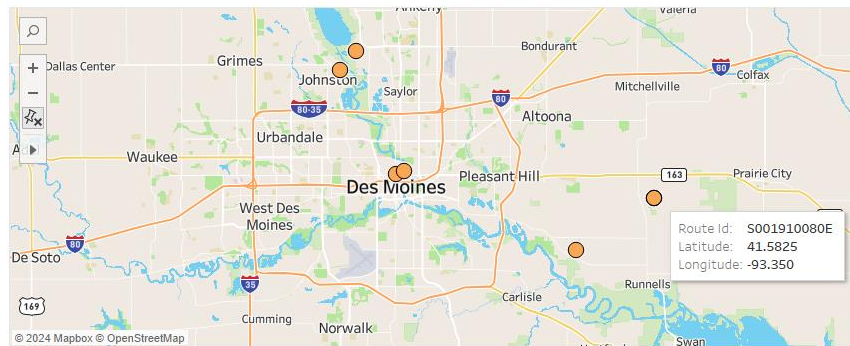 Ankeny
Valeria
Bondurant
Grimes
Dallas Center
Johnston
80
Colfax
Mitchellville
Saylor
80
80-35
Altoona
Urbandale
Waukee
Pleasant Hill
163
Prairie City
Des Moines
West Des
Moines
Route Id: S001910080E
Latitude: 41.5825
Longitude: -93.350
80
De Soto
35
Runnells
Carlisle
169
Cumming
Norwalk
Swan
© 2024 Mapbox © OpenStreetMap